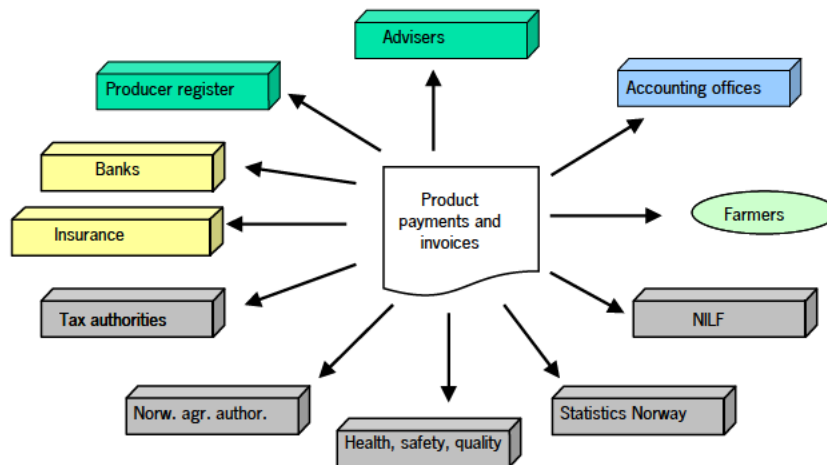 Advisers
Producer register
Accounting offices
Banks
Product
payments and
invoices
Farmers
Insurance
Tax authorities
NILF
Norw. agr. author.
Statistics Norway
Health, safety, quality